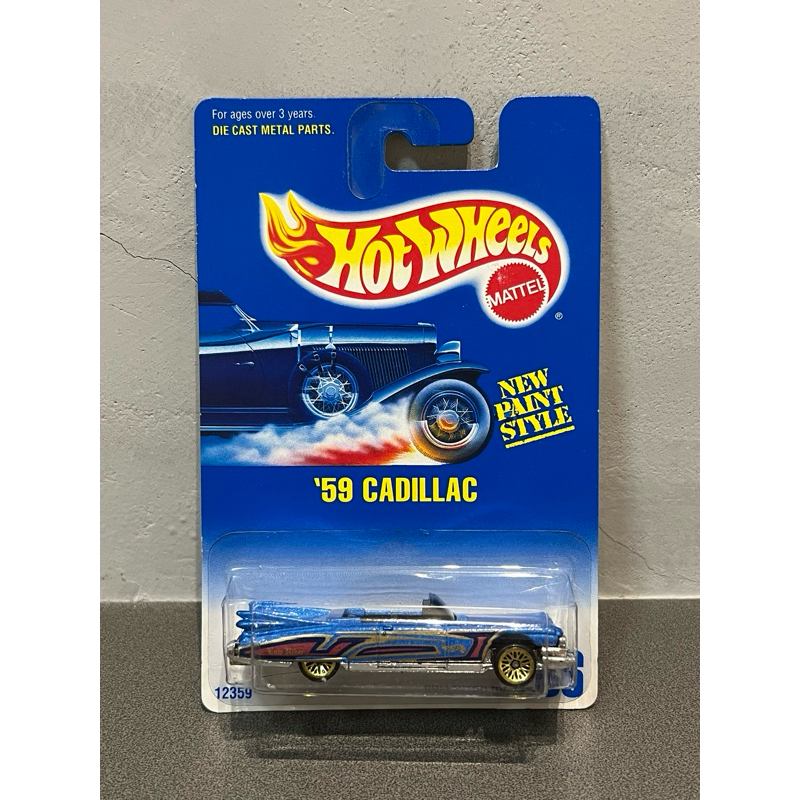 For ages over 3 years.
DIE CAST METAL PARTS.
HOT WHEELS
MATTEL
®
NEW
PAINT
STYLE
'59 CADILLAC
12359